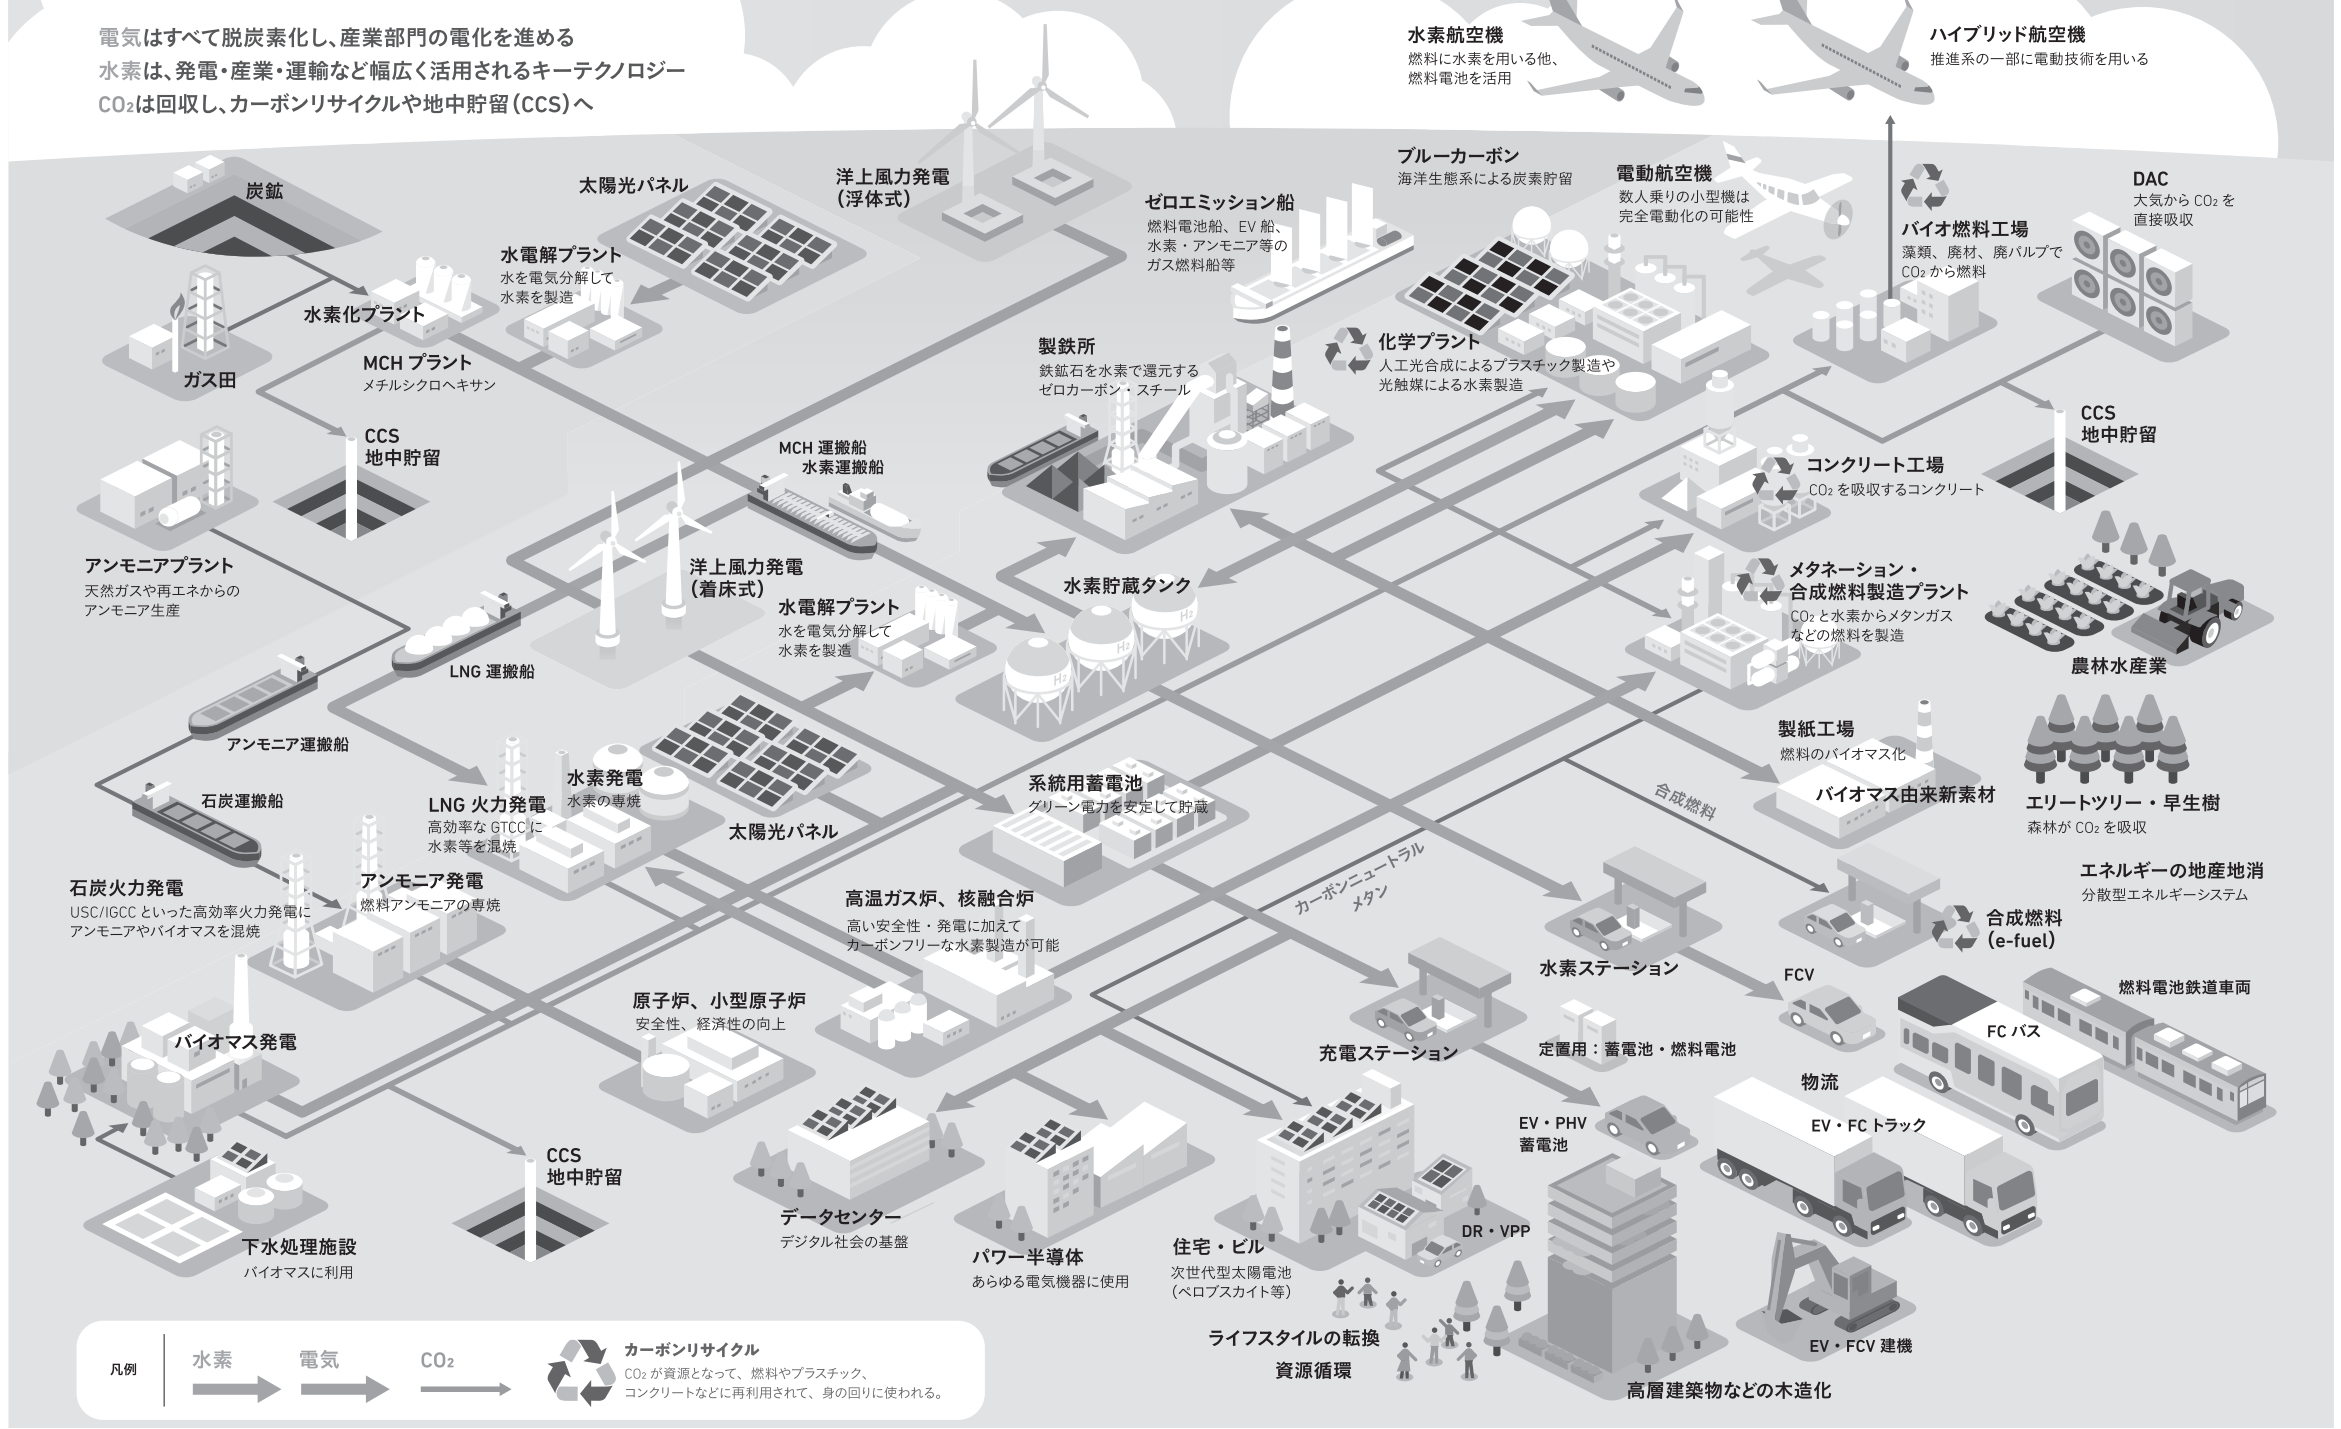 電気はすべて脱炭素化し、産業部門の電化を進める
水素は、発電・産業・運輸など幅広く活用されるキーテクノロジー
CO₂は回収し、カーボンリサイクルや地中貯留（CCS）へ
水素航空機
燃料に水素を用いる他、
燃料電池を活用
ハイブリッド航空機
推進系の一部に電動技術を用いる
炭鉱
太陽光パネル
洋上風力発電
（浮体式）
ゼロエミッション船
燃料電池船、EV 船、
水素・アンモニア等の
ガス燃料船等
ブルーカーボン
海洋生態系による炭素貯留
電動航空機
数人乗りの小型機は
完全電動化の可能性
バイオ燃料工場
藻類、廃材、廃パルプで
CO₂ から燃料
DAC
大気から CO₂ を
直接吸収
水電解プラント
水を電気分解して
水素を製造
水素化プラント
MCH プラント
メチルシクロヘキサン
ガス田
製鉄所
鉄鉱石を水素で還元する
ゼロカーボン・スチール
化学プラント
人工光合成によるプラスチック製造や
光触媒による水素製造
CCS
地中貯留
MCH 運搬船
水素運搬船
CCS
地中貯留
コンクリート工場
CO₂ を吸収するコンクリート
アンモニアプラント
天然ガスや再エネからの
アンモニア生産
洋上風力発電
（着床式）
水電解プラント
水を電気分解して
水素を製造
水素貯蔵タンク
H₂
H₂
H₂
メタネーション・
合成燃料製造プラント
CO₂ と水素からメタンガス
などの燃料を製造
農林水産業
LNG 運搬船
アンモニア運搬船
石炭運搬船
LNG 火力発電
高効率な GTCC に
水素等を混焼
水素発電
水素の専焼
太陽光パネル
系統用蓄電池
グリーン電力を安定して貯蔵
製紙工場
燃料のバイオマス化
バイオマス由来新素材
合成燃料
エリートツリー・早生樹
森林が CO₂ を吸収
石炭火力発電
USC/IGCC といった高効率火力発電に
アンモニアやバイオマスを混焼
アンモニア発電
燃料アンモニアの専焼
高温ガス炉、核融合炉
高い安全性・発電に加えて
カーボンフリーな水素製造が可能
カーボンニュートラル
メタン
エネルギーの地産地消
分散型エネルギーシステム
合成燃料
（e-fuel）
水素ステーション
FCV
燃料電池鉄道車両
FC バス
原子炉、小型原子炉
安全性、経済性の向上
バイオマス発電
充電ステーション
定置用：蓄電池・燃料電池
物流
EV・FC トラック
EV・PHV
蓄電池
CCS
地中貯留
下水処理施設
バイオマスに利用
データセンター
デジタル社会の基盤
パワー半導体
あらゆる電気機器に使用
住宅・ビル
次世代型太陽電池
（ペロブスカイト等）
DR・VPP
ライフスタイルの転換
資源循環
高層建築物などの木造化
EV・FCV 建機
凡例
水素
電気
CO₂
カーボンリサイクル
CO₂ が資源となって、燃料やプラスチック、
コンクリートなどに再利用されて、身の回りに使われる。